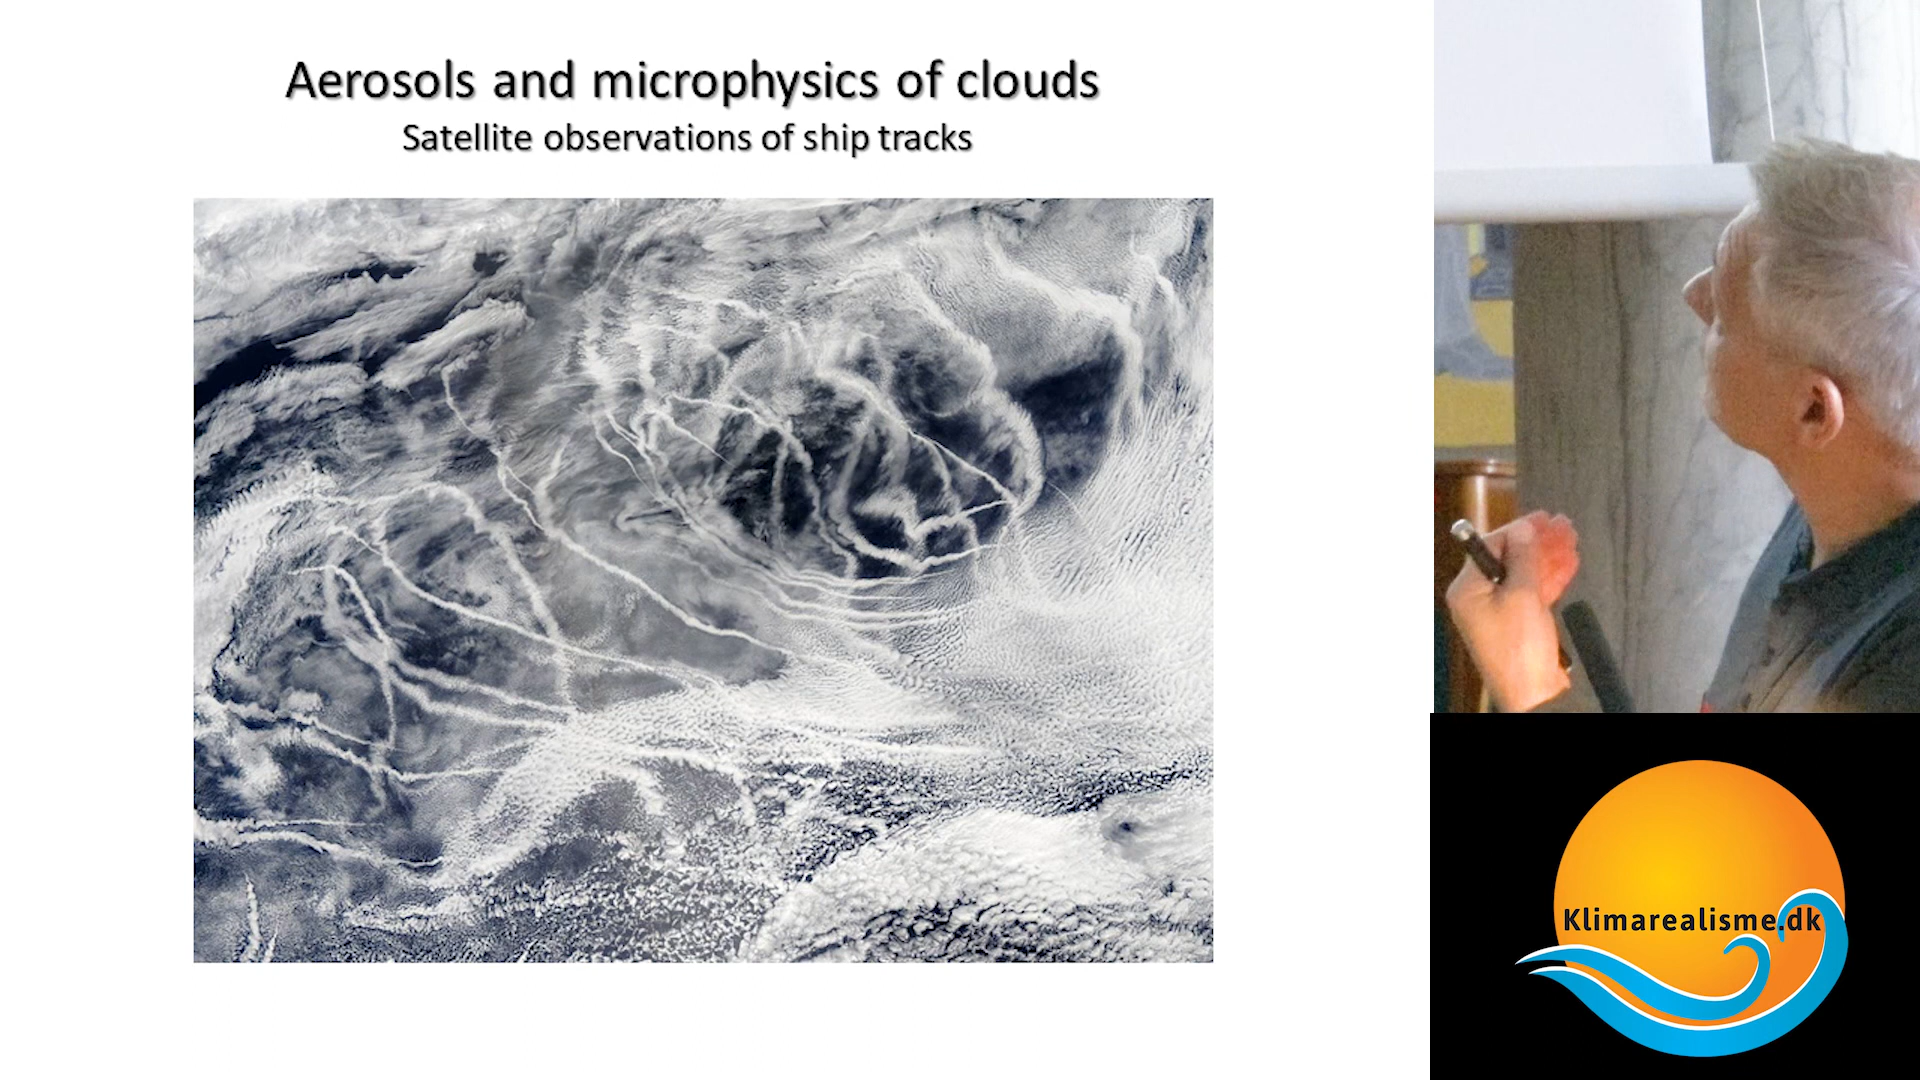 Aerosols and microphysics of clouds
Satellite observations of ship tracks
Klimarealisme.dk